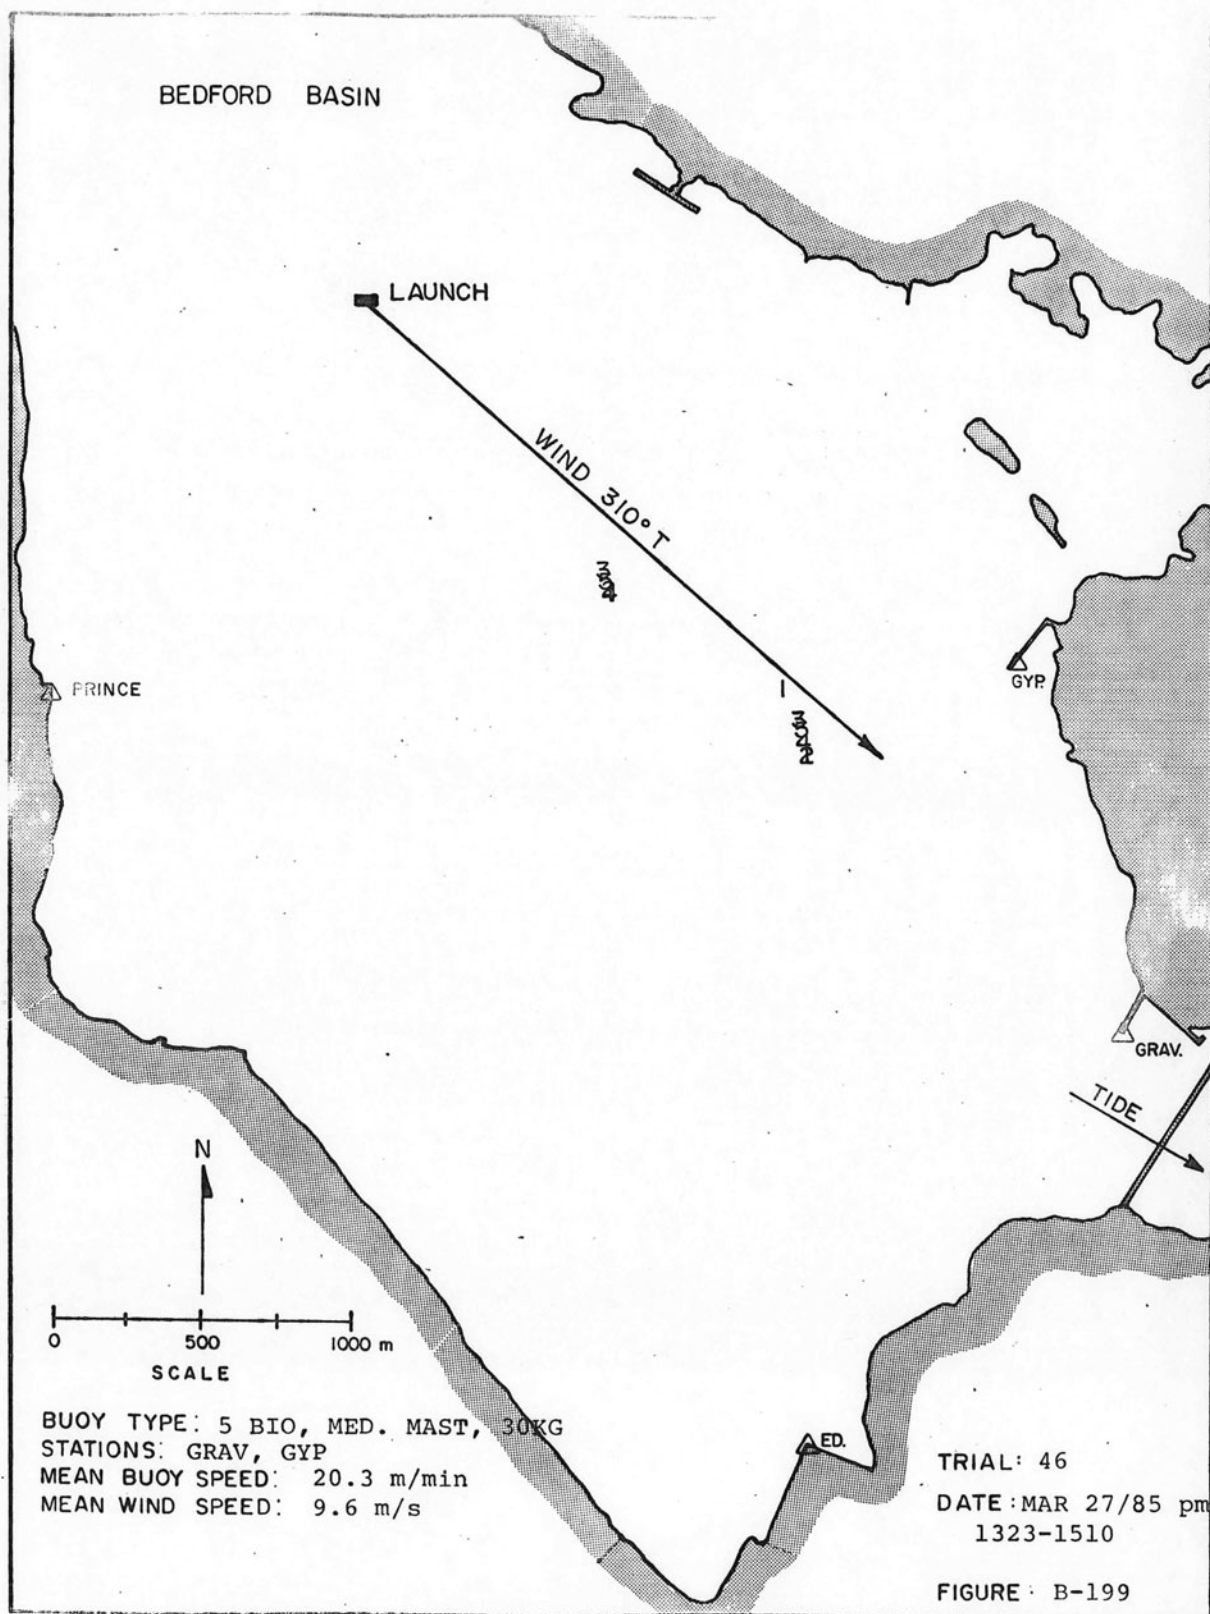 BEDFORD BASIN
LAUNCH
WIND 310° T
PRINCE
GYP.
1
GRAV.
TIDE
N
0 500 1000 m
SCALE
ED.
BUOY TYPE: 5 BIO, MED. MAST, 30KG
STATIONS: GRAV, GYP
MEAN BUOY SPEED: 20.3 m/min
MEAN WIND SPEED: 9.6 m/s
TRIAL: 46
DATE: MAR 27/85 pm
1323-1510
FIGURE: B-199